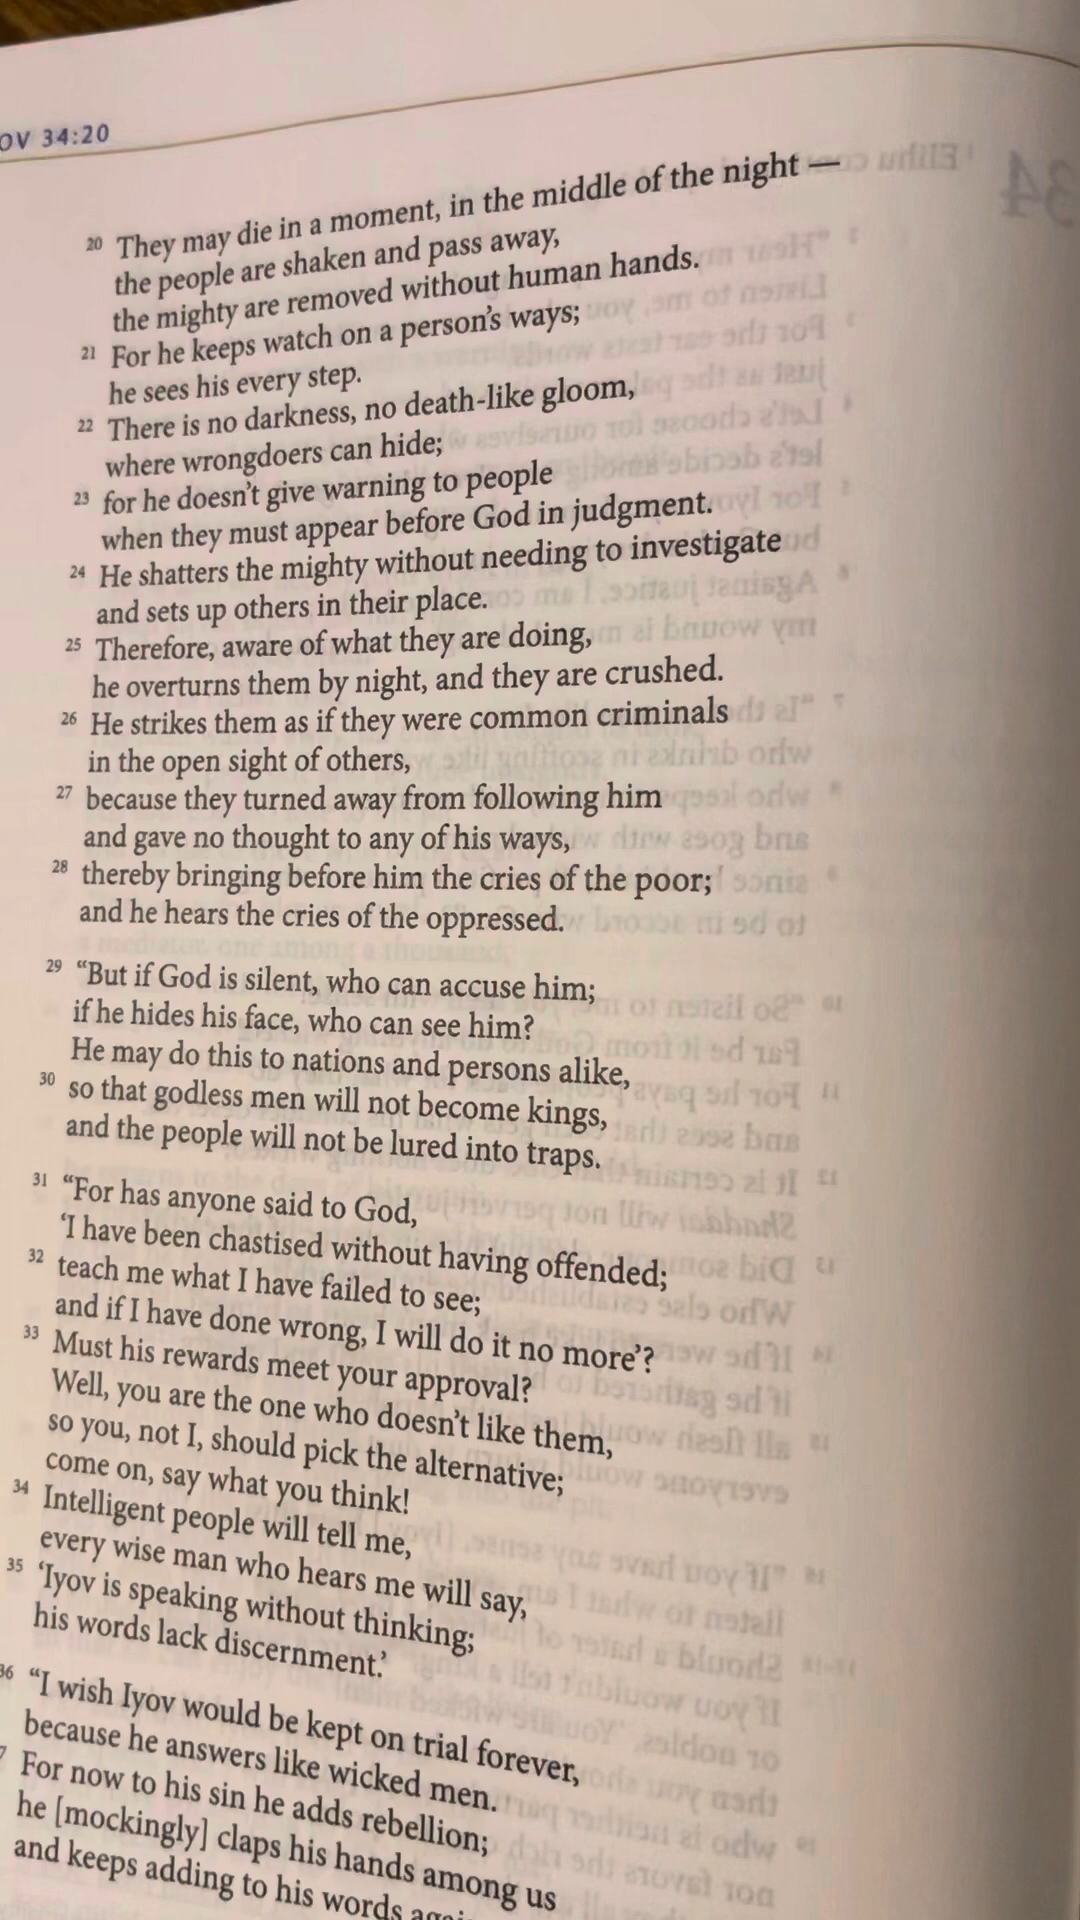 OV 34:20
20 They may die in a moment, in the middle of the night —
the people are shaken and pass away,
the mighty are removed without human hands.
21 For he keeps watch on a person's ways;
he sees his every step.
22 There is no darkness, no death-like gloom,
where wrongdoers can hide;
23 for he doesn't give warning to people
when they must appear before God in judgment.
24 He shatters the mighty without needing to investigate
and sets up others in their place.
25 Therefore, aware of what they are doing,
he overturns them by night, and they are crushed.
26 He strikes them as if they were common criminals
in the open sight of others,
27 because they turned away from following him
and gave no thought to any of his ways,
28 thereby bringing before him the cries of the poor;
and he hears the cries of the oppressed.
29 “But if God is silent, who can accuse him;
if he hides his face, who can see him?
He may do this to nations and persons alike,
30 so that godless men will not become kings,
and the people will not be lured into traps.
31 “For has anyone said to God,
‘I have been chastised without having offended;
32 teach me what I have failed to see;
and if I have done wrong, I will do it no more’?
33 Must his rewards meet your approval?
Well, you are the one who doesn't like them,
so you, not I, should pick the alternative;
come on, say what you think!
34 Intelligent people will tell me,
every wise man who hears me will say,
35 ‘Iyov is speaking without thinking;
his words lack discernment.’
36 “I wish Iyov would be kept on trial forever,
because he answers like wicked men.
7 For now to his sin he adds rebellion;
he [mockingly] claps his hands among us
and keeps adding to his words